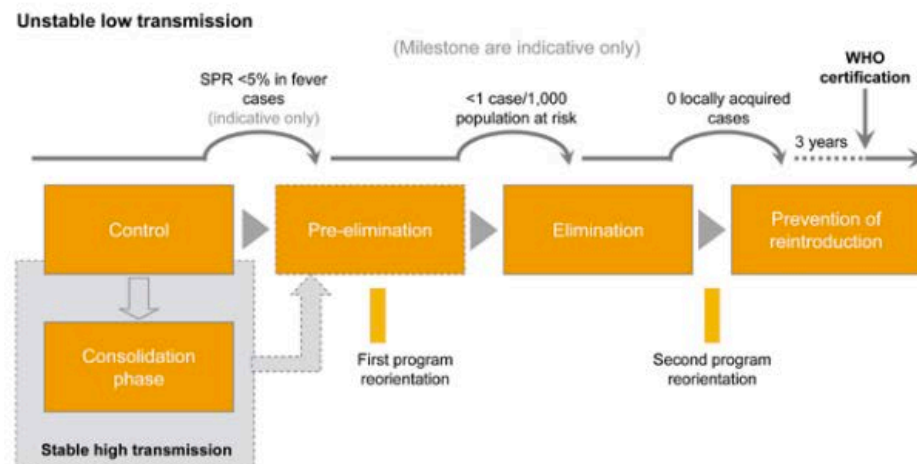 Unstable low transmission
(Milestone are indicative only)
WHO
certification
SPR <5% in fever
cases
(indicative only)
<1 case/1,000
population at risk
0 locally acquired
cases
3 years
Control
Pre-elimination
Elimination
Prevention of
reintroduction
Consolidation
phase
First program
reorientation
Second program
reorientation
Stable high transmission